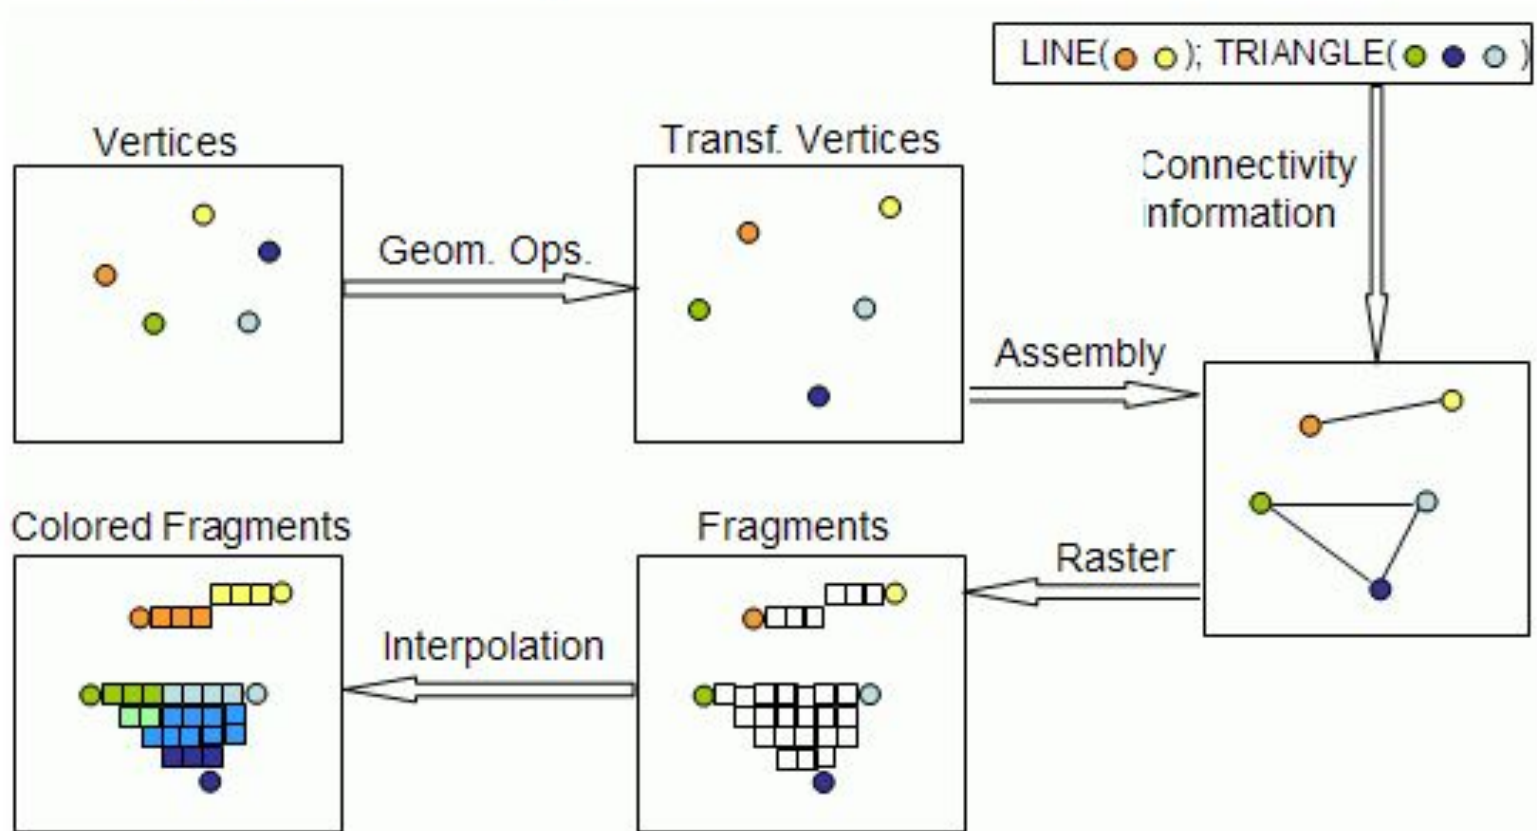 LINE( ); TRIANGLE( )
Vertices
Transf. Vertices
Connectivity
information
Geom. Ops.
Assembly
Colored Fragments
Fragments
Raster
Interpolation